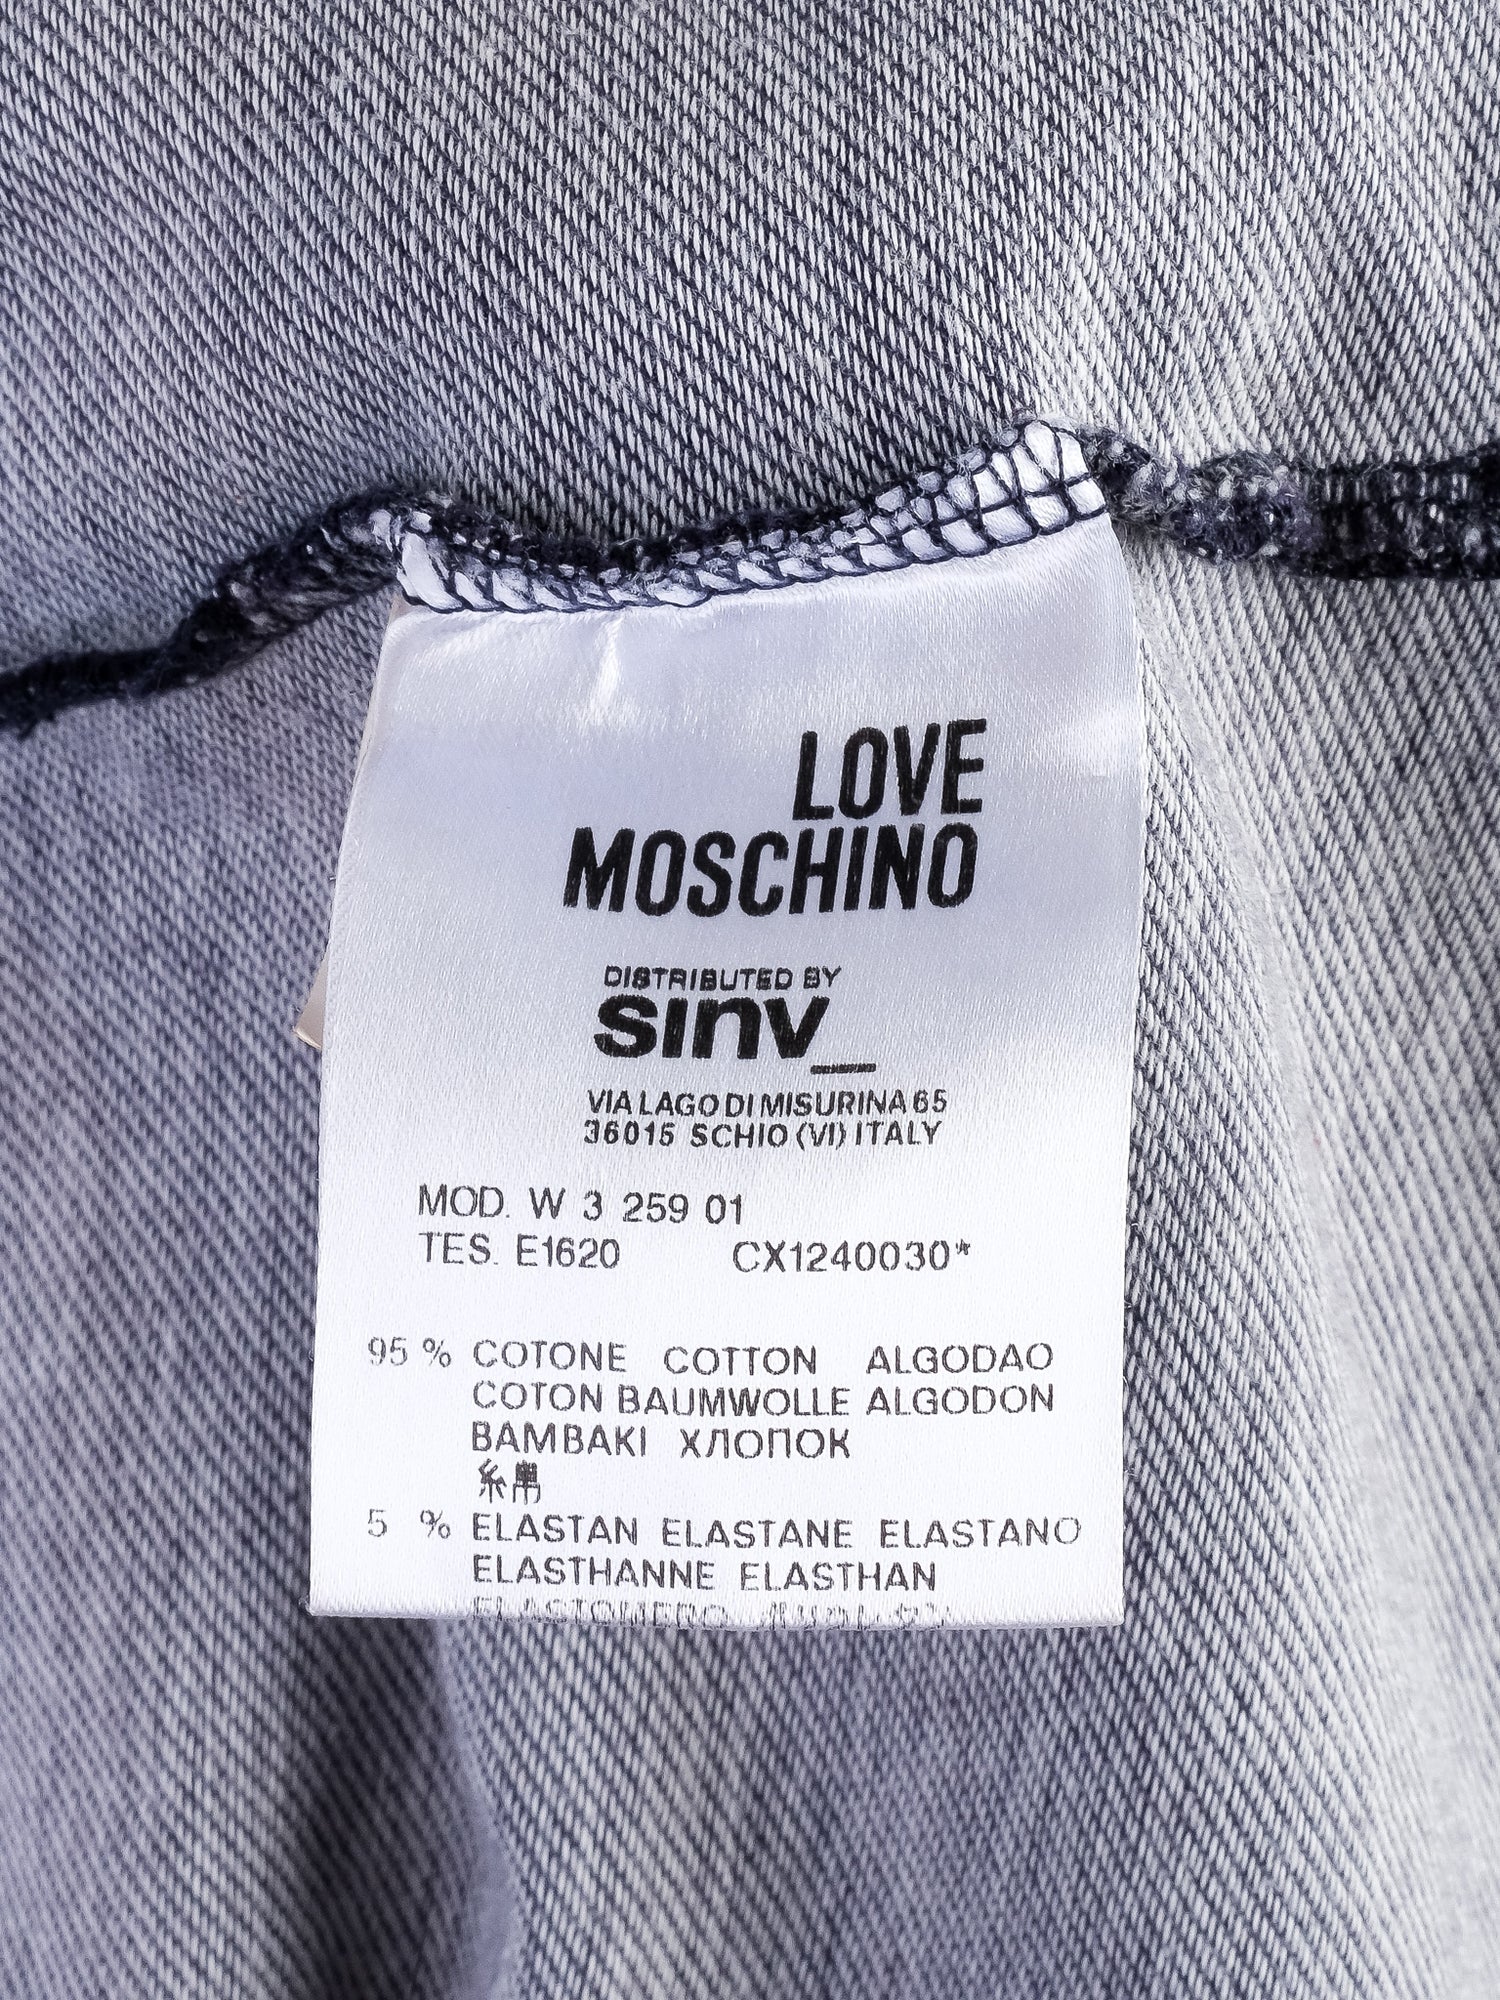 LOVE
MOSCHINO
DISTRIBUTED BY
sinv_
VIA LAGO DI MISURINA 65
36015 SCHIO (VI) ITALY
MOD. W 3 259 01
TES. E1620 CX1240030*
95 % COTONE COTTON ALGODAO
COTON BAUMWOLLE ALGODON
BAMBAKI ХЛОПОК
5 % ELASTAN ELASTANE ELASTANO
ELASTHANNE ELASTHAN
ELASTOMERO